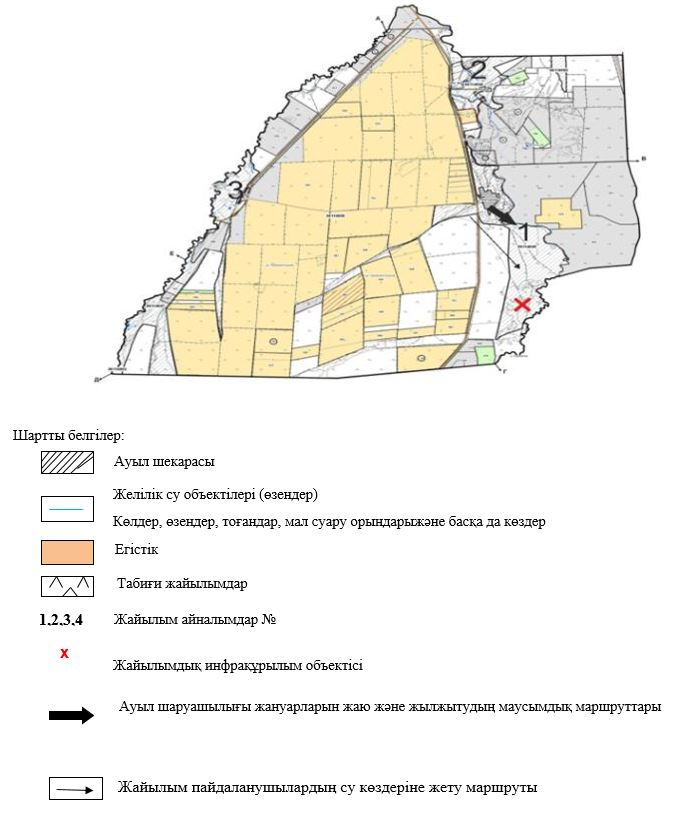 А
2
В
3
1
Б
Д
Г
Шартты белгілер:
Ауыл шекарасы
Желілік су объектілері (өзендер)
Көлдер, өзендер, тоғандар, мал суару орындарыжәне басқа да көздер
Егістік
Табиғи жайылымдар
1,2,3,4 Жайылым айналымдар №
х
Жайылымдық инфрақұрылым объектісі
Ауыл шаруашылығы жануарларын жаю және жылжытудың маусымдық маршруттары
Жайылым пайдаланушылардың су көздеріне жету маршруты